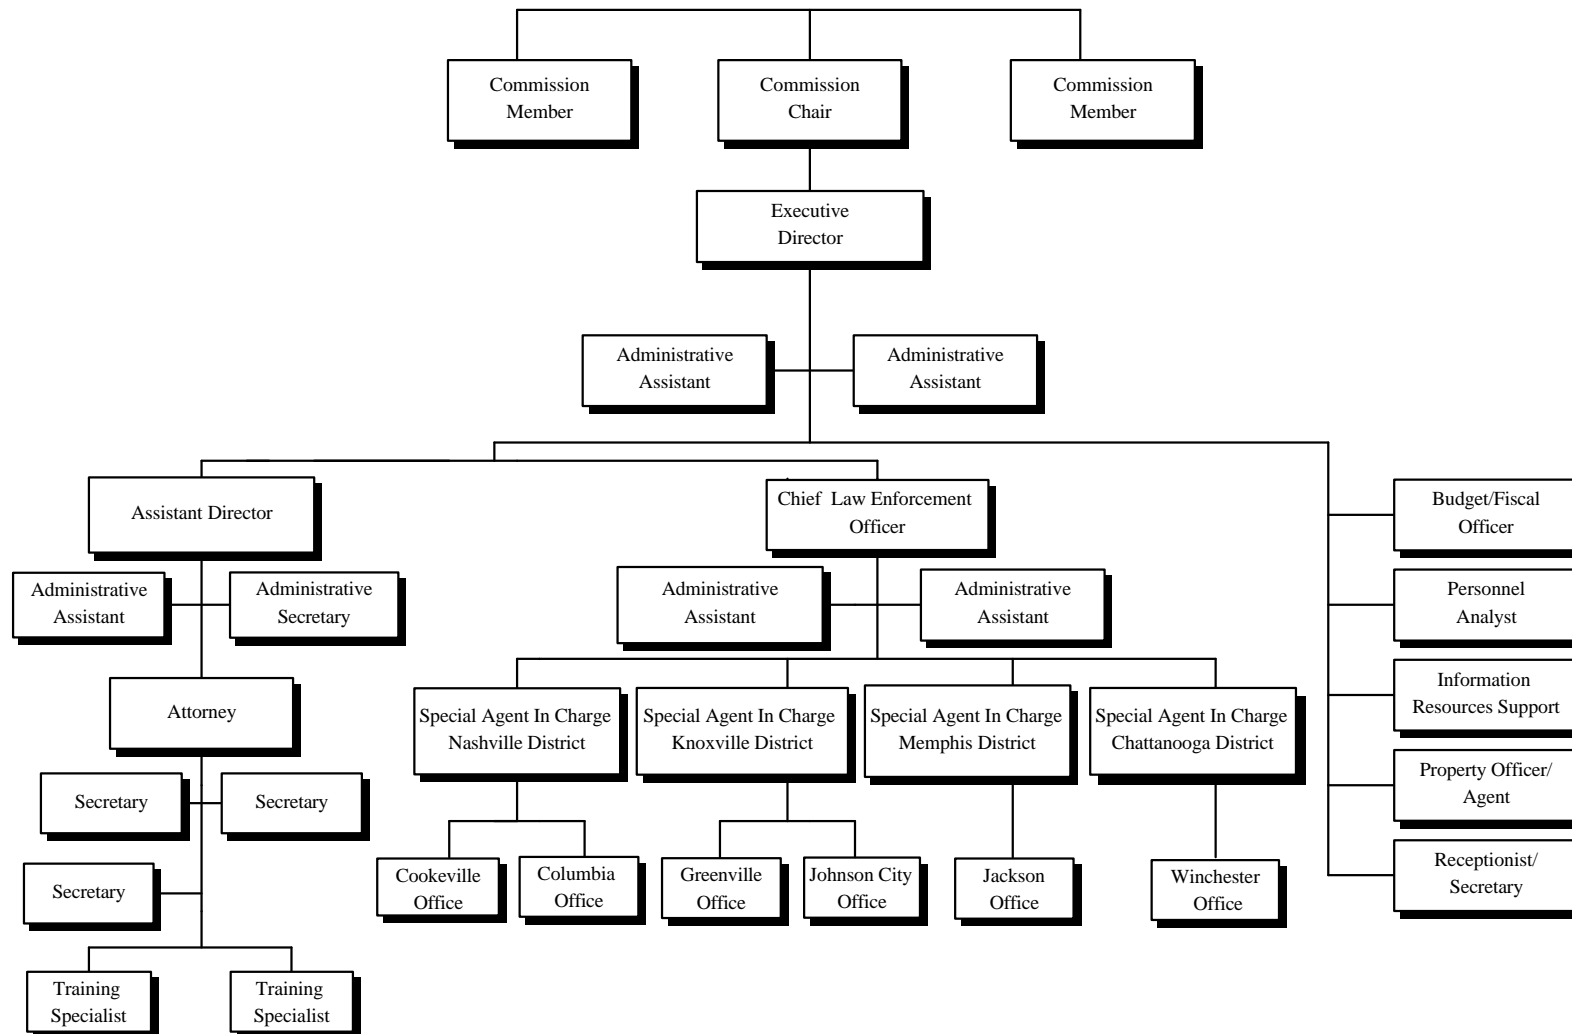 Commission
Member
Commission
Chair
Commission
Member
Executive
Director
Administrative
Assistant
Administrative
Assistant
Assistant Director
Chief Law Enforcement
Officer
Budget/Fiscal
Officer
Administrative
Assistant
Administrative
Secretary
Administrative
Assistant
Administrative
Assistant
Personnel
Analyst
Attorney
Special Agent In Charge
Nashville District
Special Agent In Charge
Knoxville District
Special Agent In Charge
Memphis District
Special Agent In Charge
Chattanooga District
Information
Resources Support
Secretary
Secretary
Property Officer/
Agent
Secretary
Cookeville
Office
Columbia
Office
Greenville
Office
Johnson City
Office
Jackson
Office
Winchester
Office
Receptionist/
Secretary
Training
Specialist
Training
Specialist